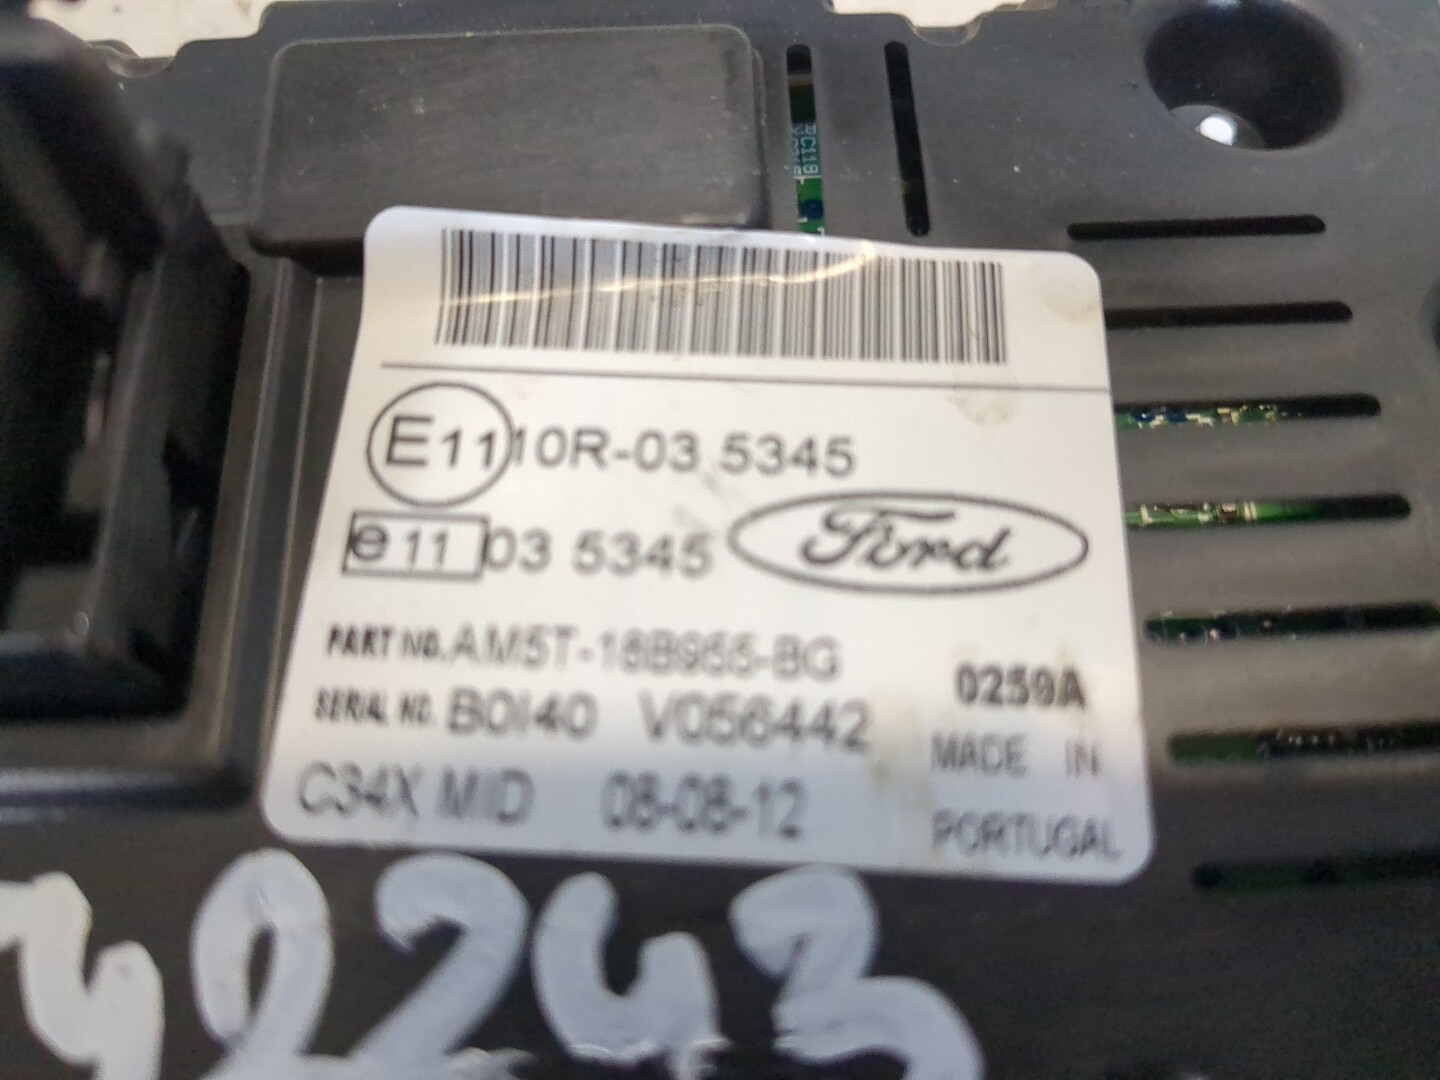 E11 10R-03 5345
e11 03 5345 Ford
PART NO. AM5T-18B955-BG
0259A
SERIAL NO. B0I40 V056442
MADE IN
C34X MID 08-08-12
PORTUGAL